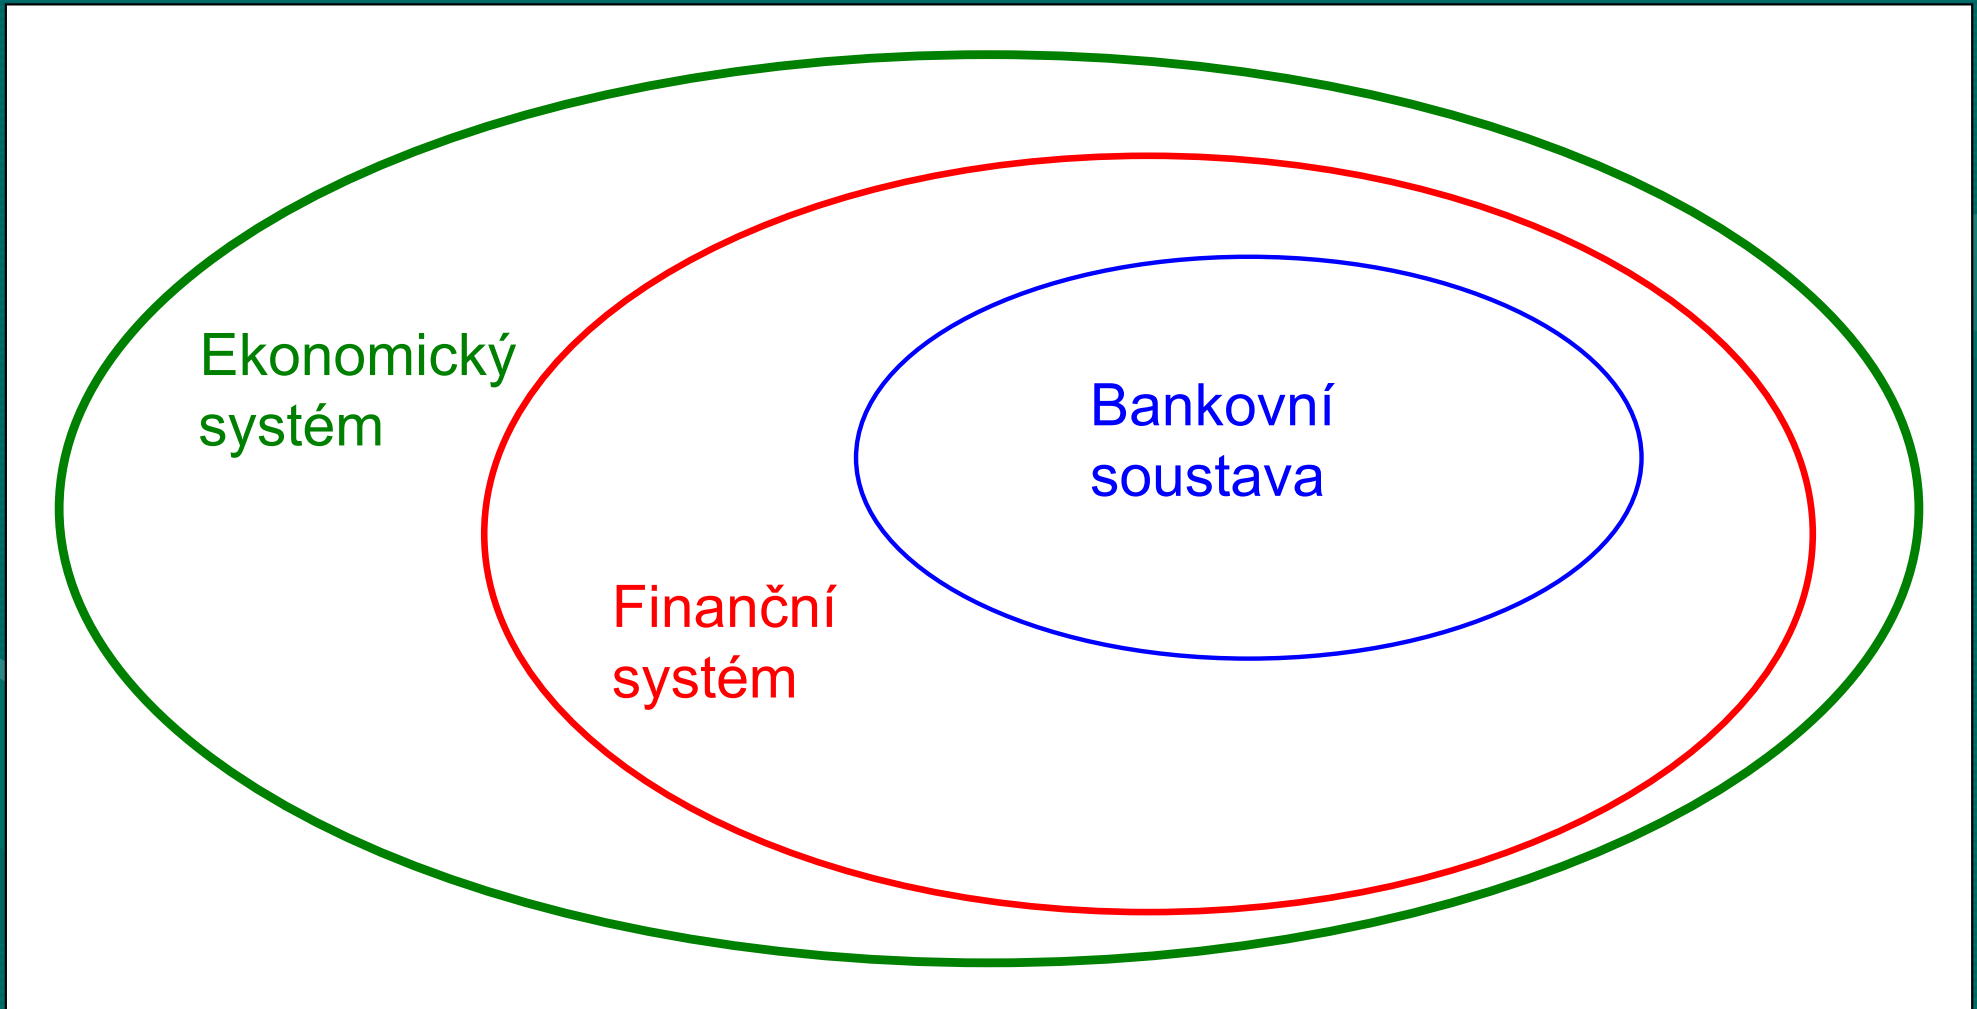 Ekonomický
systém
Bankovní
soustava
Finanční
systém